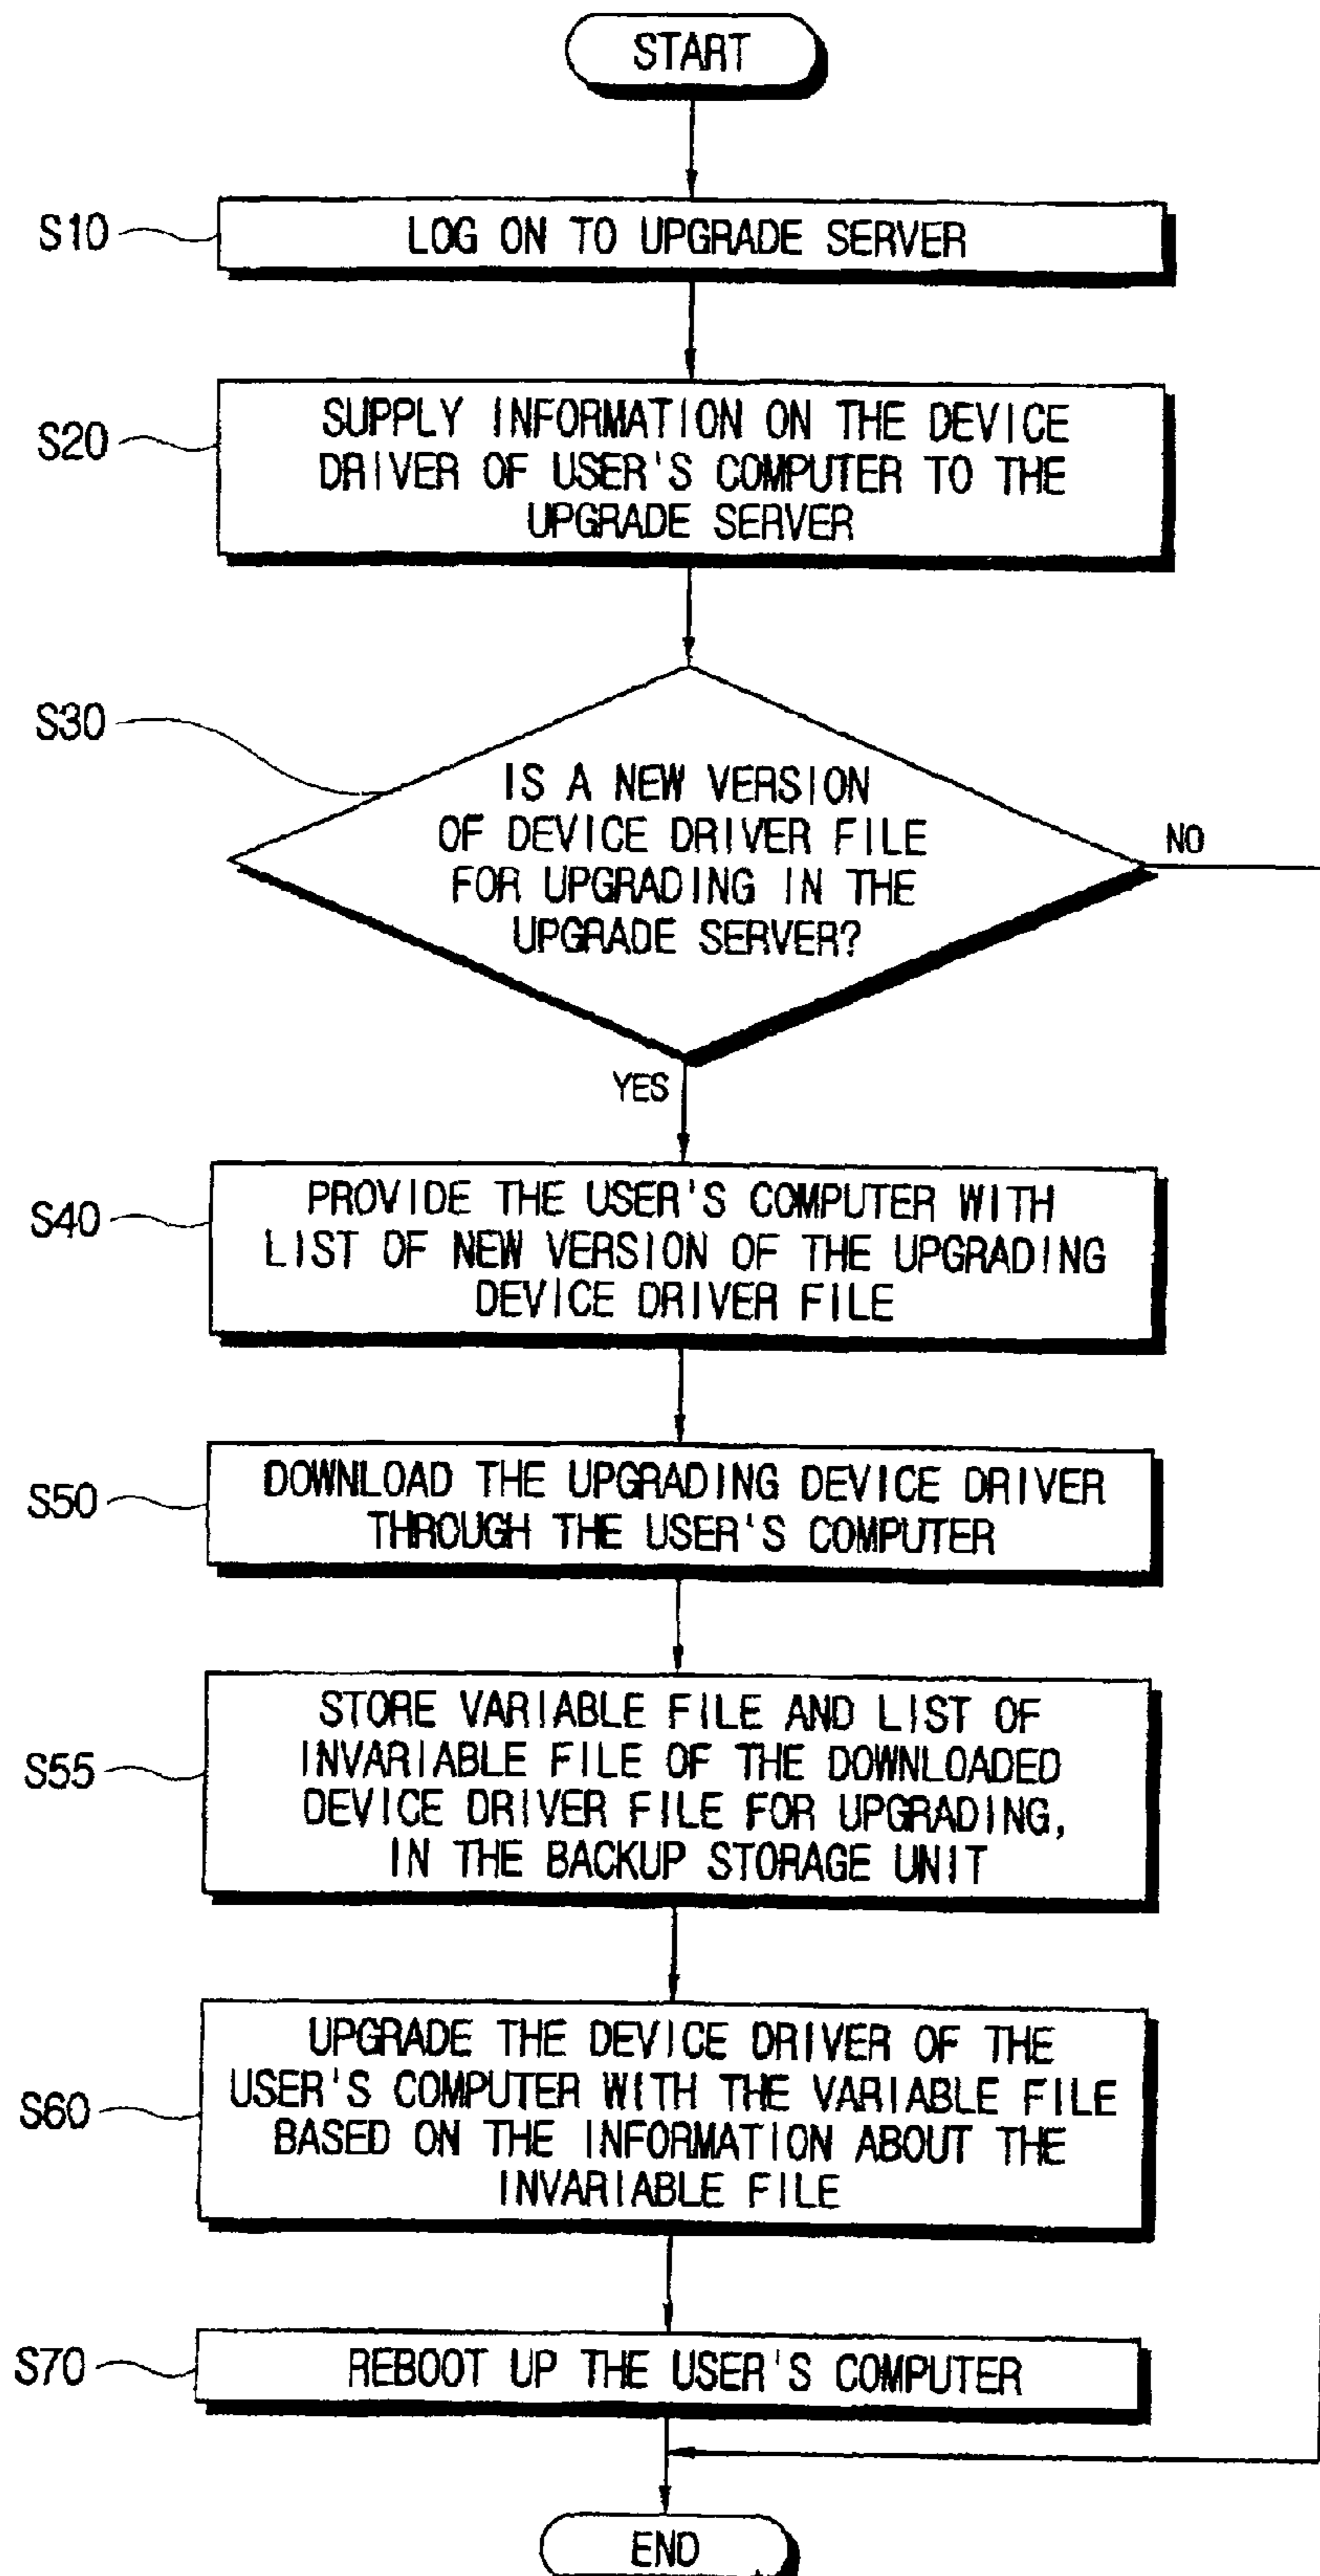 START
S10
LOG ON TO UPGRADE SERVER
S20
SUPPLY INFORMATION ON THE DEVICE
DRIVER OF USER'S COMPUTER TO THE
UPGRADE SERVER
S30
IS A NEW VERSION
OF DEVICE DRIVER FILE
FOR UPGRADING IN THE
UPGRADE SERVER?
NO
YES
S40
PROVIDE THE USER'S COMPUTER WITH
LIST OF NEW VERSION OF THE UPGRADING
DEVICE DRIVER FILE
S50
DOWNLOAD THE UPGRADING DEVICE DRIVER
THROUGH THE USER'S COMPUTER
S55
STORE VARIABLE FILE AND LIST OF
INVARIABLE FILE OF THE DOWNLOADED
DEVICE DRIVER FILE FOR UPGRADING,
IN THE BACKUP STORAGE UNIT
S60
UPGRADE THE DEVICE DRIVER OF THE
USER'S COMPUTER WITH THE VARIABLE FILE
BASED ON THE INFORMATION ABOUT THE
INVARIABLE FILE
S70
REBOOT UP THE USER'S COMPUTER
END